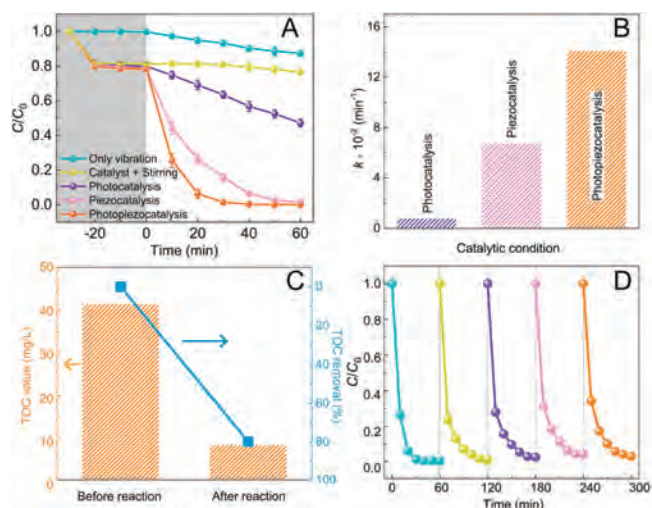 A
C/C0
1.0
0.8
0.6
0.4
0.2
0.0
Only vibration
Catalyst + Stirring
Photocatalysis
Piezocatalysis
Photopiezocatalysis
-20 0 20 40 60
Time (min)
B
k × 10-2 (min-1)
16
12
8
4
0
Photocatalysis
Piezocatalysis
Photopiezocatalysis
Catalytic condition
C
TOC value (mg/L)
50
40
30
20
10
0
TOC removal (%)
0
20
40
60
80
100
Before reaction After reaction
D
C/C0
1.0
0.8
0.6
0.4
0.2
0.0
0 60 120 180 240 300
Time (min)